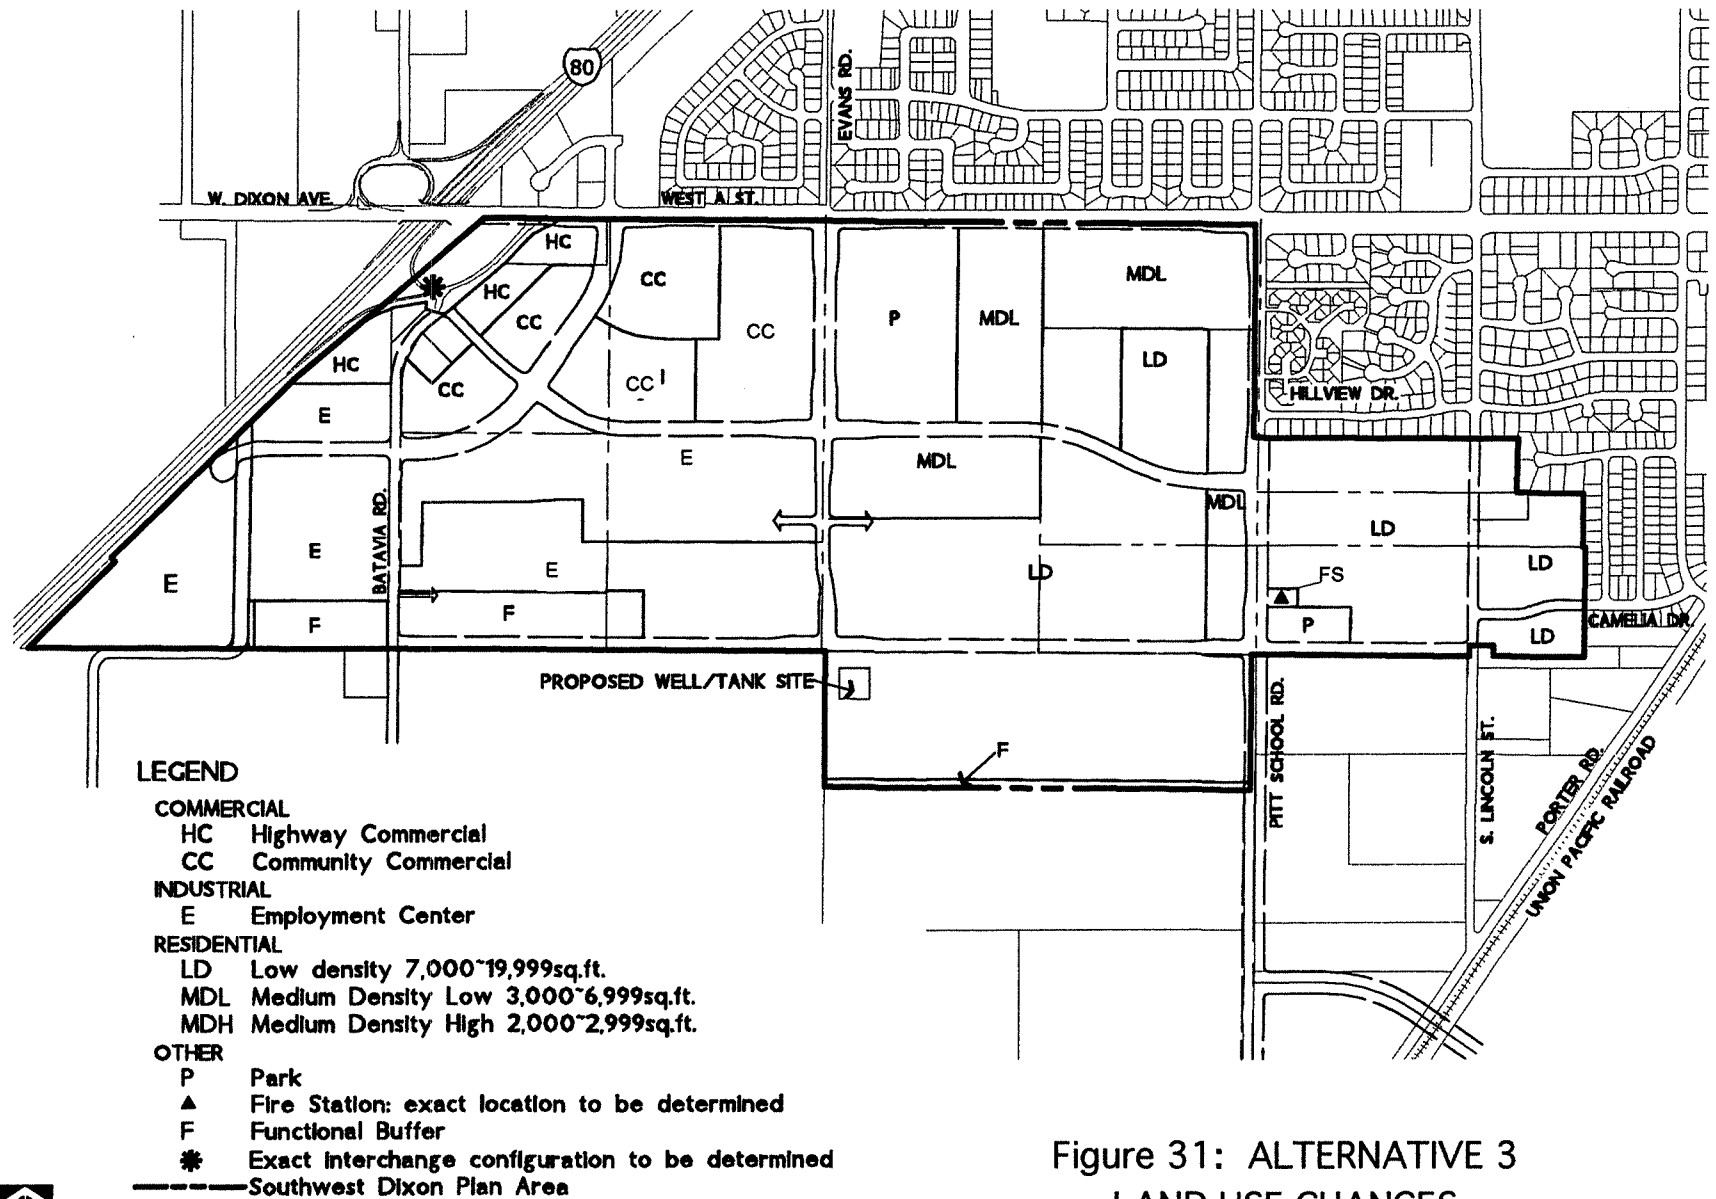 80
EVANS RD.
W. DIXON AVE.
WEST A ST.
HC
CC
HC
CC
CC
CC
CC
HC
E
P
MDL
MDL
LD
HILLVIEW DR.
E
MDL
MDL
LD
BATAVIA RD.
E
E
E
F
F
LD
LD
FS
P
LD
CAMELIA DR.
PROPOSED WELL/TANK SITE
F
PITT SCHOOL RD.
S. LINCOLN ST.
PORTER RD.
UNION PACIFIC RAILROAD
LEGEND
COMMERCIAL
HC Highway Commercial
CC Community Commercial
INDUSTRIAL
E Employment Center
RESIDENTIAL
LD Low density 7,000~19,999sq.ft.
MDL Medium Density Low 3,000~6,999sq.ft.
MDH Medium Density High 2,000~2,999sq.ft.
OTHER
P Park
▲ Fire Station: exact location to be determined
F Functional Buffer
✱ Exact interchange configuration to be determined
Southwest Dixon Plan Area
Figure 31: ALTERNATIVE 3
LAND USE CHANGES